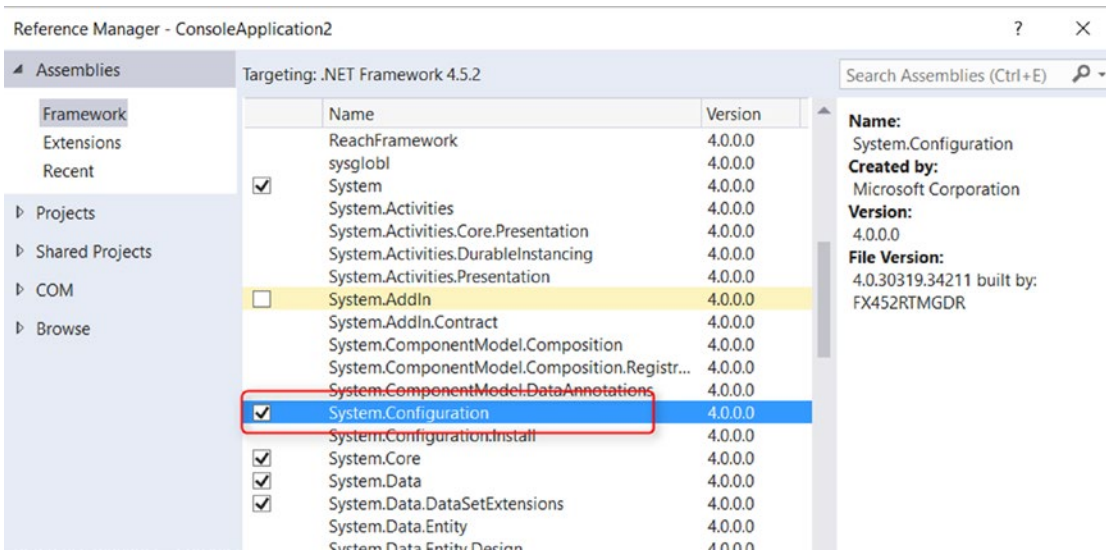 Reference Manager - ConsoleApplication2
Assemblies
Framework
Extensions
Recent
Projects
Shared Projects
COM
Browse
Targeting: .NET Framework 4.5.2
Name Version
ReachFramework 4.0.0.0
sysglobl 4.0.0.0
System 4.0.0.0
System.Activities 4.0.0.0
System.Activities.Core.Presentation 4.0.0.0
System.Activities.DurableInstancing 4.0.0.0
System.Activities.Presentation 4.0.0.0
System.AddIn 4.0.0.0
System.AddIn.Contract 4.0.0.0
System.ComponentModel.Composition 4.0.0.0
System.ComponentModel.Composition.Registr... 4.0.0.0
System.ComponentModel.DataAnnotations 4.0.0.0
System.Configuration 4.0.0.0
System.Configuration.Install 4.0.0.0
System.Core 4.0.0.0
System.Data 4.0.0.0
System.Data.DataSetExtensions 4.0.0.0
System.Data.Entity 4.0.0.0
System.Data.Entity.Design 4.0.0.0
Search Assemblies (Ctrl+E)
Name:
System.Configuration
Created by:
Microsoft Corporation
Version:
4.0.0.0
File Version:
4.0.30319.34211 built by:
FX452RTMGDR